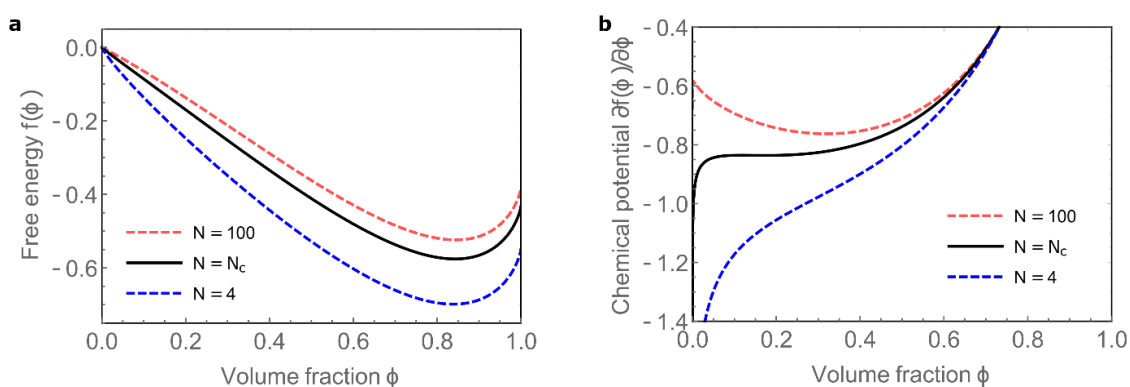 a
Free energy f(ϕ)
0.0
- 0.2
- 0.4
- 0.6
N = 100
N = Nc
N = 4
0.0 0.2 0.4 0.6 0.8 1.0
Volume fraction ϕ
b
Chemical potential ∂f(ϕ)/∂ϕ
- 0.4
- 0.6
- 0.8
- 1.0
- 1.2
- 1.4
N = 100
N = Nc
N = 4
0.0 0.2 0.4 0.6 0.8 1.0
Volume fraction ϕ